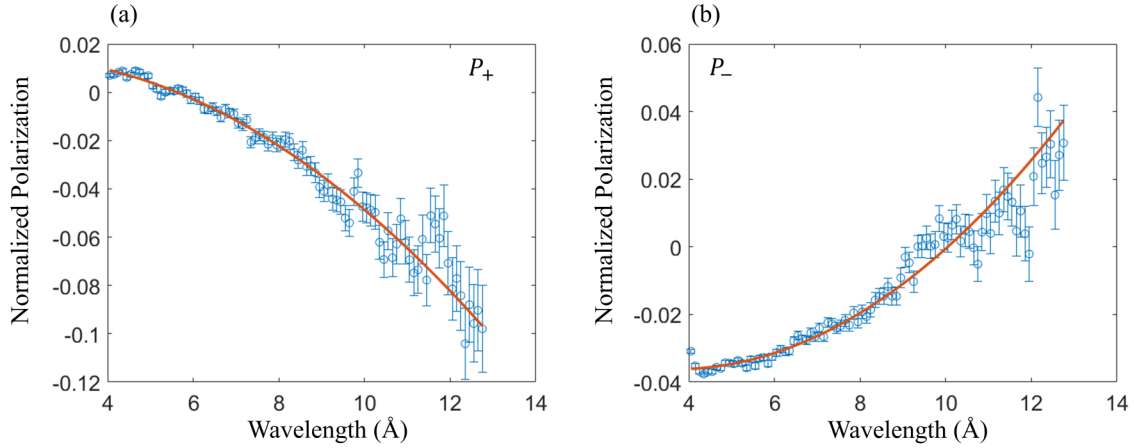 (a)
P₊
Normalized Polarization
0.02
0
-0.02
-0.04
-0.06
-0.08
-0.1
-0.12
4 6 8 10 12 14
Wavelength (Å)
(b)
P₋
Normalized Polarization
0.06
0.04
0.02
0
-0.02
-0.04
4 6 8 10 12 14
Wavelength (Å)